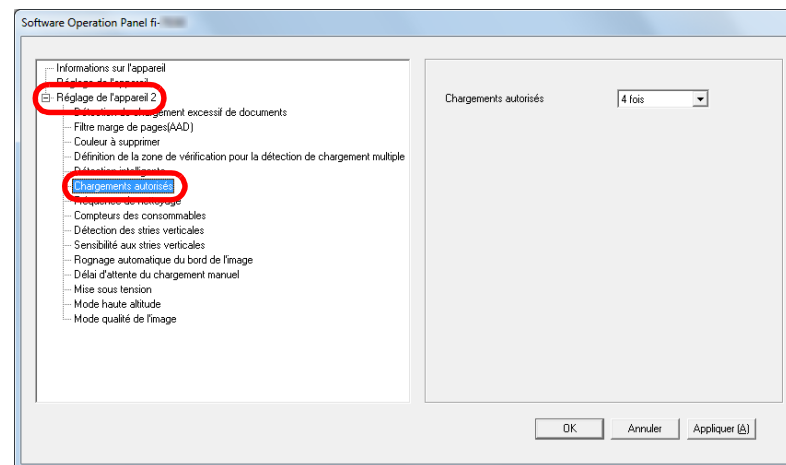 Software Operation Panel fi-
Informations sur l'appareil
Réglage de l'appareil
Réglage de l'appareil 2
Détection de chargement excessif de documents
Filtre marge de pages(AAD)
Couleur à supprimer
Définition de la zone de vérification pour la détection de chargement multiple
Détection intelligente
Chargements autorisés
Fréquence de nettoyage
Compteurs des consommables
Détection des stries verticales
Sensibilité aux stries verticales
Rognage automatique du bord de l'image
Délai d'attente du chargement manuel
Mise sous tension
Mode haute altitude
Mode qualité de l'image
Chargements autorisés
4 fois
OK
Annuler
Appliquer (A)